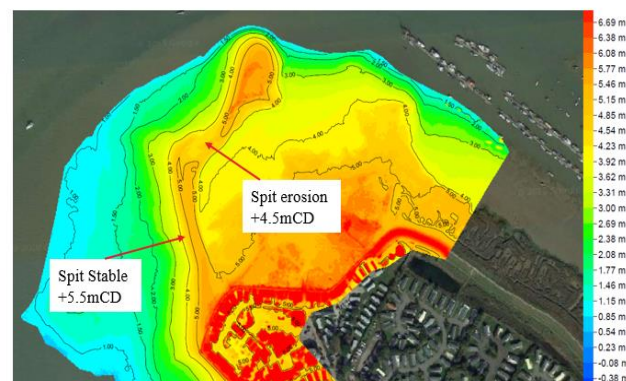 Spit erosion
+4.5mCD
Spit Stable
+5.5mCD
6.69 m
6.38 m
6.08 m
5.77 m
5.46 m
5.15 m
4.85 m
4.54 m
4.23 m
3.92 m
3.62 m
3.31 m
3.00 m
2.69 m
2.38 m
2.08 m
1.77 m
1.46 m
1.15 m
0.85 m
0.54 m
0.23 m
-0.08 m
-0.38 m